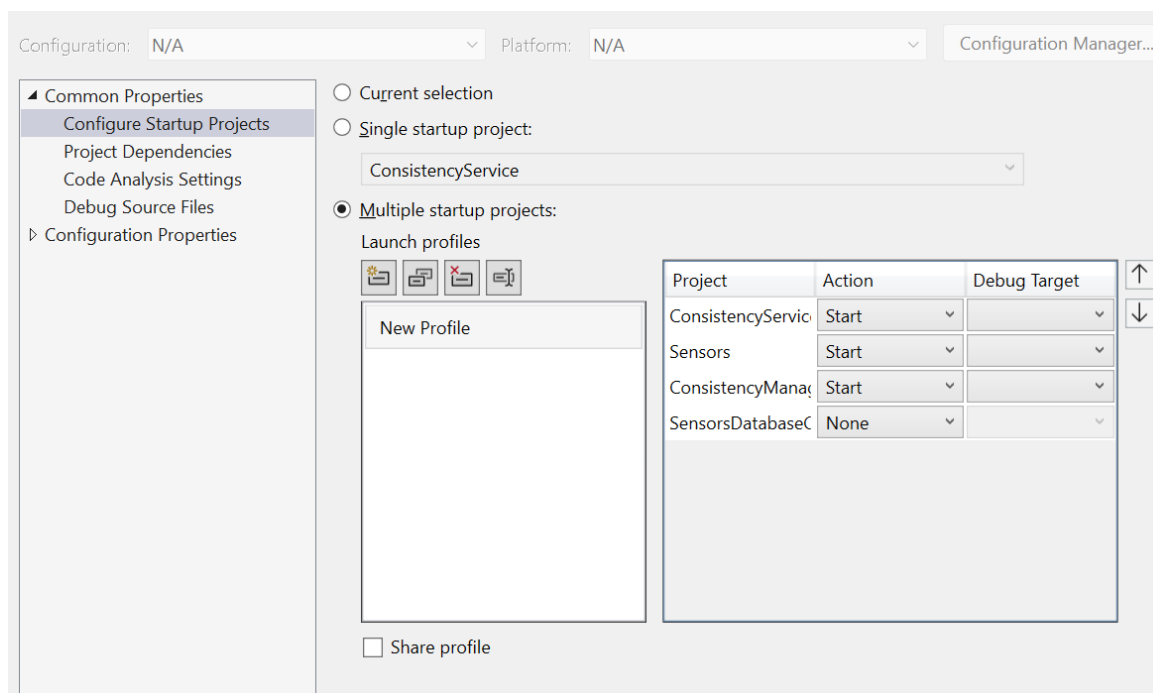 Configuration: N/A Platform: N/A Configuration Manager...
Common Properties
Configure Startup Projects
Project Dependencies
Code Analysis Settings
Debug Source Files
Configuration Properties
Current selection
Single startup project:
ConsistencyService
Multiple startup projects:
Launch profiles
New Profile
Project Action Debug Target
ConsistencyServic Start
Sensors Start
ConsistencyManag Start
SensorsDatabaseC None
Share profile